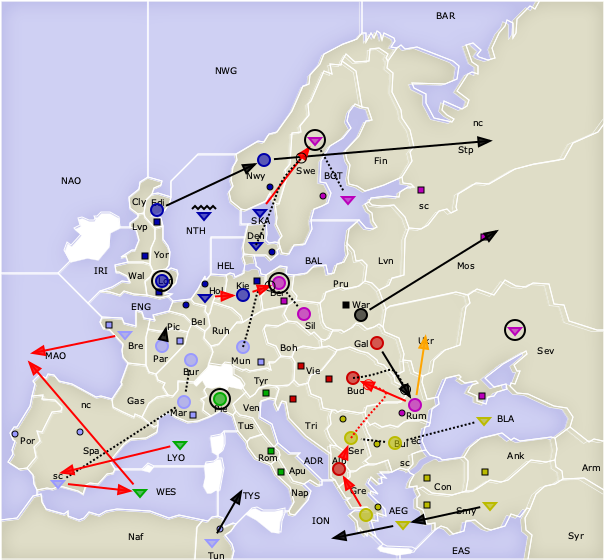 BAR
NWG
nc
Stp
Fin
Swe
Nwy
BOT
NAO
Cly
Edi
sc
SKA
Lvp
NTH
Den
Yor
IRI
HEL
BAL
Lvn
Mos
Wal
Hol
Kie
Ber
Pru
ENG
War
Pic
Bel
Ruh
Sil
Bre
MAO
Par
Mun
Boh
Gal
Ukr
Sev
Bur
Vie
Tyr
Bud
Gas
Mar
Pie
Ven
nc
Rum
Tus
Tri
BLA
Por
Spa
Ser
Bul
ec
LYO
Rom
ADR
Alb
sc
Ank
sc
Apu
Arm
WES
TYS
Nap
Gre
Con
AEG
Smy
ION
Naf
Syr
Tun
EAS